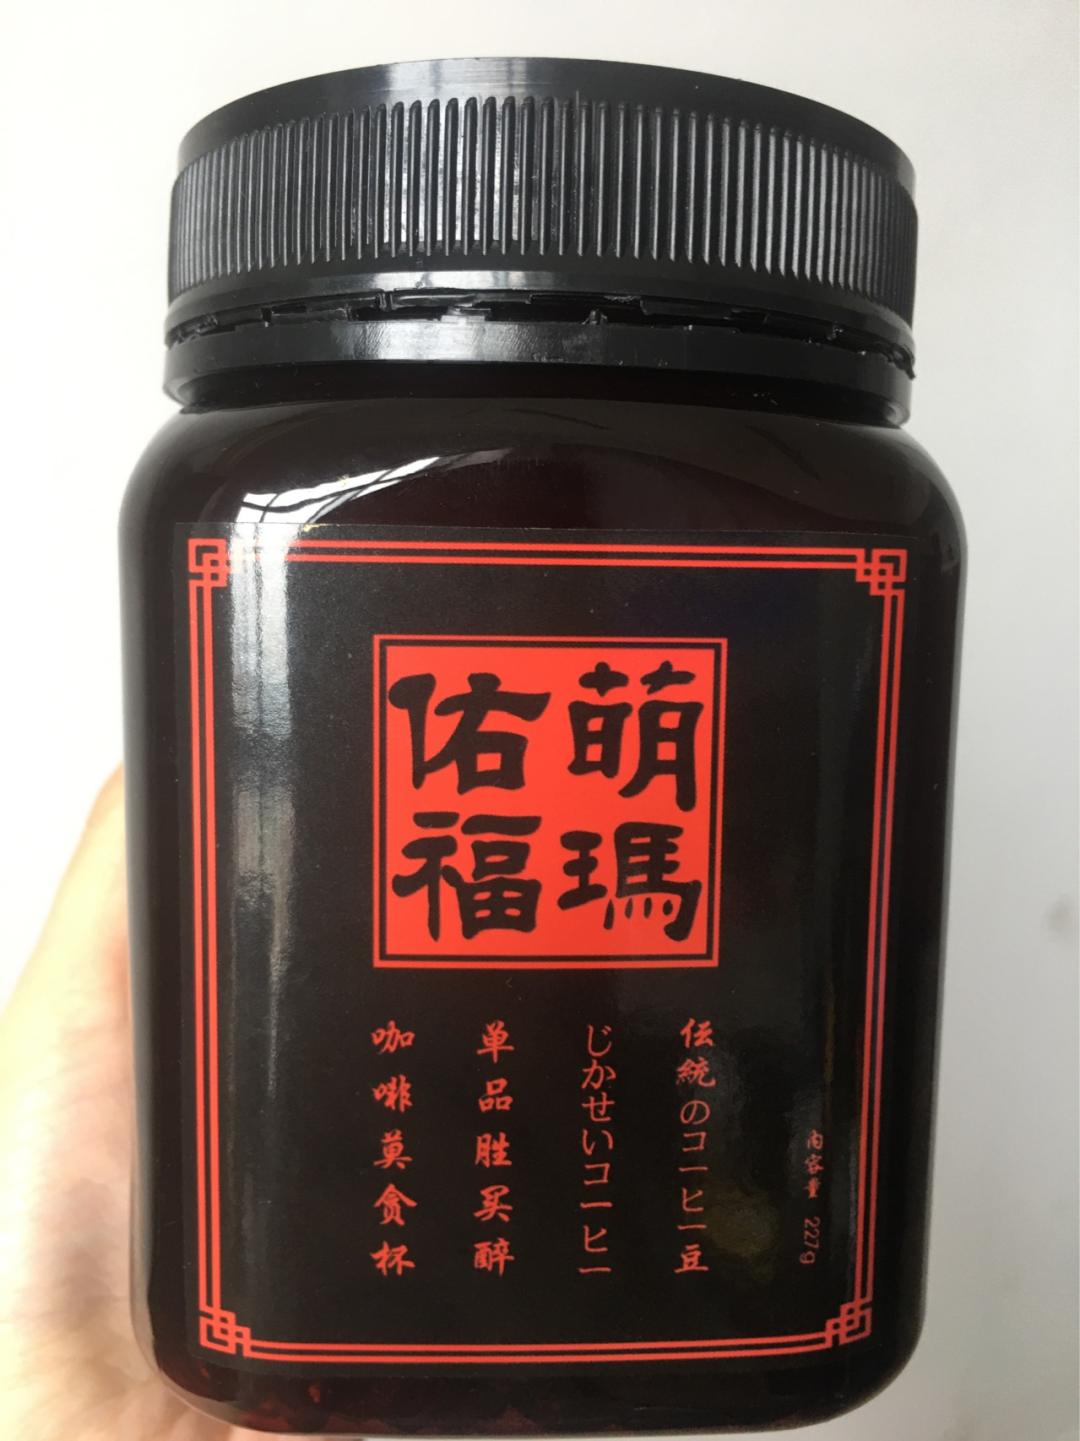 萌瑪
佑福
内容量 227g
伝統のコーヒー豆
じかせいコーヒー
单品胜买醉
咖啡莫贪杯